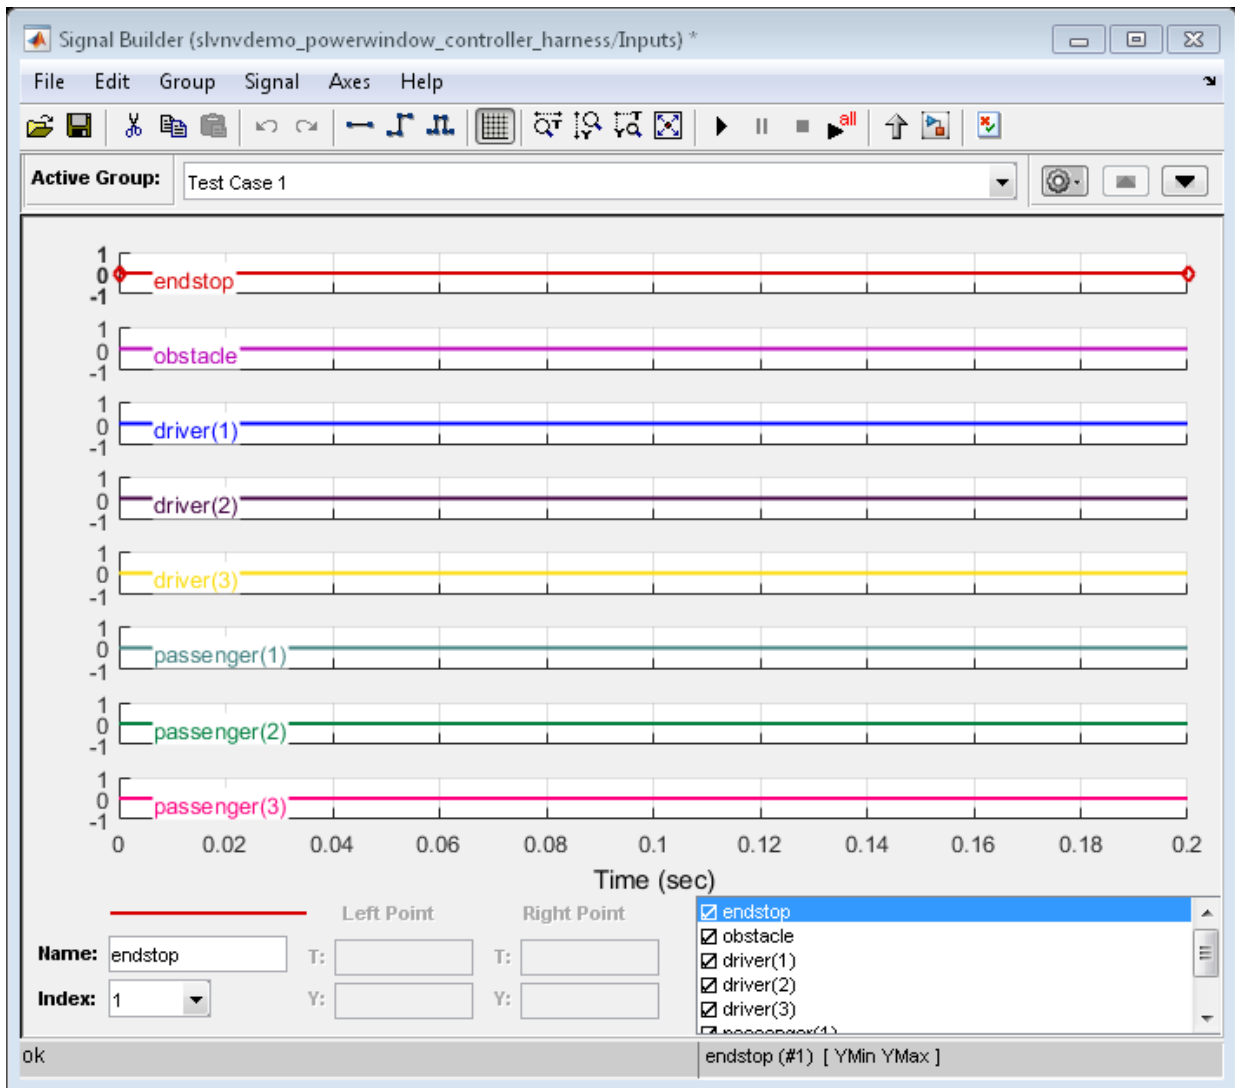 Signal Builder (slvnvdemo_powerwindow_controller_harness/Inputs) *
File Edit Group Signal Axes Help
all
Active Group: Test Case 1
1
0
-1
endstop
1
0
-1
obstacle
1
0
-1
driver(1)
1
0
-1
driver(2)
1
0
-1
driver(3)
1
0
-1
passenger(1)
1
0
-1
passenger(2)
1
0
-1
passenger(3)
0 0.02 0.04 0.06 0.08 0.1 0.12 0.14 0.16 0.18 0.2
Time (sec)
Left Point Right Point
Name: endstop T: T:
Index: 1 Y: Y:
endstop
obstacle
driver(1)
driver(2)
driver(3)
passenger(1)
ok
endstop (#1) [ YMin YMax ]